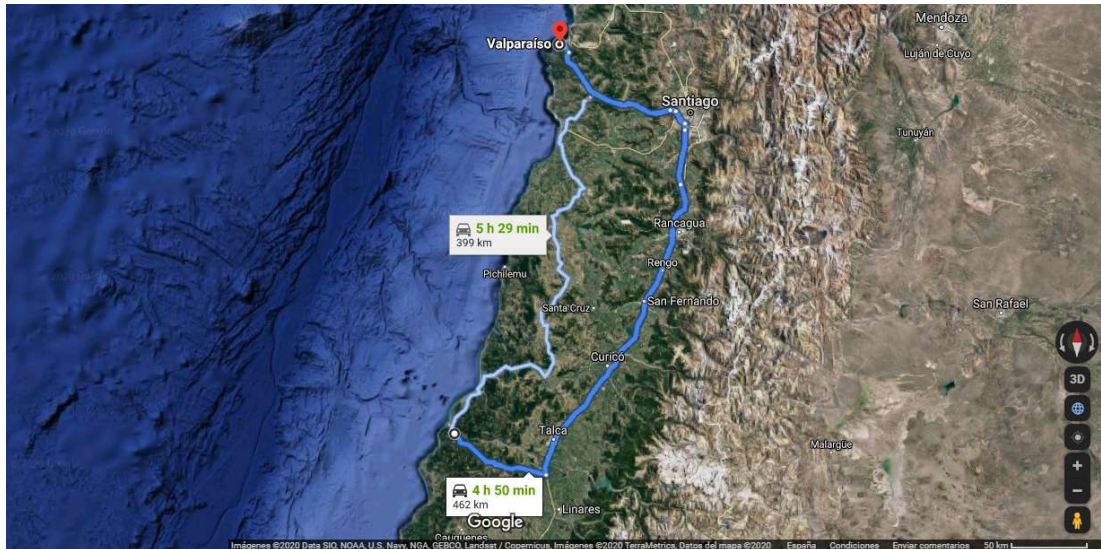 Mendoza
Valparaíso
Luján de Cuyo
Santiago
Tunuyán
5 h 29 min
399 km
Rancagua
Pichilemu
Rengo
Santa Cruz
San Fernando
San Rafael
Curicó
3D
Talca
Malargüe
4 h 50 min
462 km
Linares
Google
Cauquenes
Imágenes ©2020 Data SIO, NOAA, U.S. Navy, NGA, GEBCO, Landsat / Copernicus, Imágenes ©2020 TerraMetrics, Datos del mapa ©2020 España Condiciones Enviar comentarios 50 km